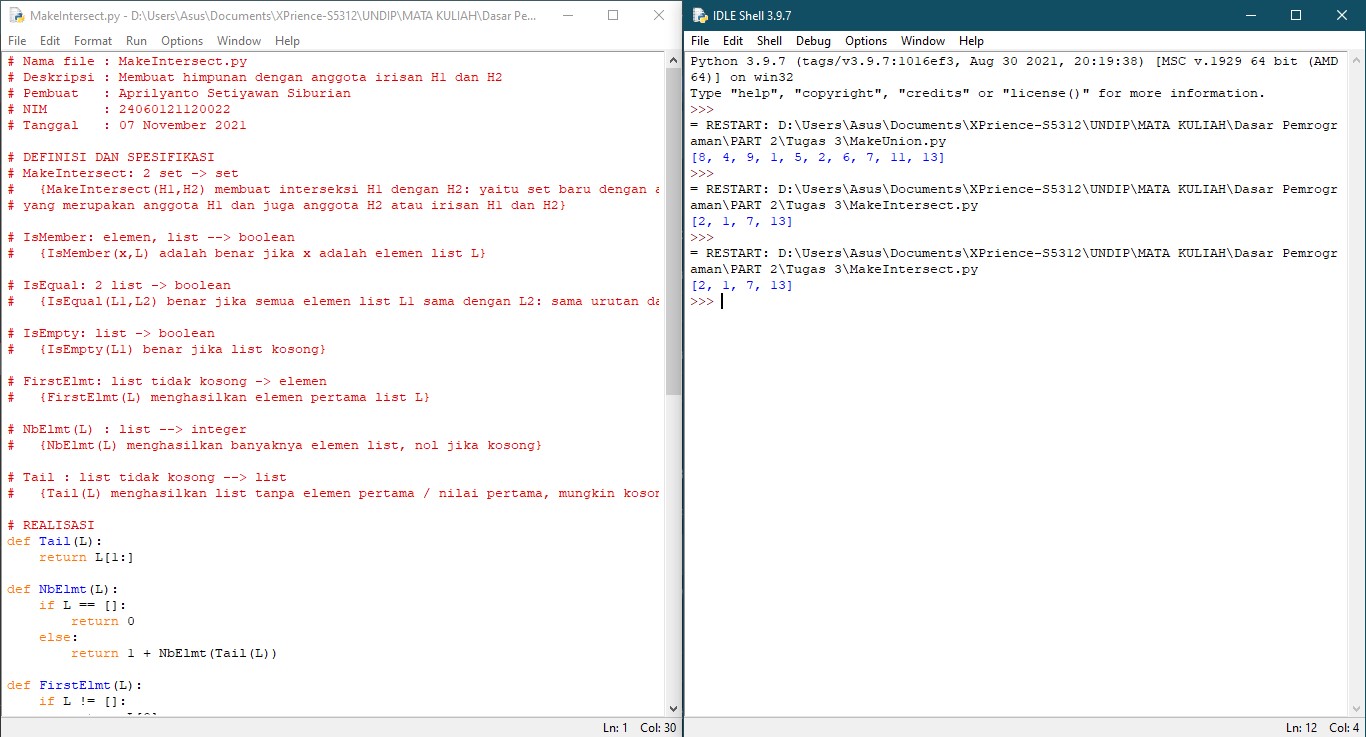 MakeIntersect.py - D:\Users\Asus\Documents\XPrience-S5312\UNDIP\MATA KULIAH\Dasar Pe...
File Edit Format Run Options Window Help
# Nama file : MakeIntersect.py
# Deskripsi : Membuat himpunan dengan anggota irisan H1 dan H2
# Pembuat   : Aprilyanto Setiyawan Siburian
# NIM       : 24060121120022
# Tanggal   : 07 November 2021
# DEFINISI DAN SPESIFIKASI
# MakeIntersect: 2 set -> set
#   {MakeIntersect(H1,H2) membuat interseksi H1 dengan H2: yaitu set baru dengan a
# yang merupakan anggota H1 dan juga anggota H2 atau irisan H1 dan H2}
# IsMember: elemen, list --> boolean
#   {IsMember(x,L) adalah benar jika x adalah elemen list L}
# IsEqual: 2 list -> boolean
#   {IsEqual(L1,L2) benar jika semua elemen list L1 sama dengan L2: sama urutan da
# IsEmpty: list -> boolean
#   {IsEmpty(L1) benar jika list kosong}
# FirstElmt: list tidak kosong -> elemen
#   {FirstElmt(L) menghasilkan elemen pertama list L}
# NbElmt(L) : list --> integer
#   {NbElmt(L) menghasilkan banyaknya elemen list, nol jika kosong}
# Tail : list tidak kosong --> list
#   {Tail(L) menghasilkan list tanpa elemen pertama / nilai pertama, mungkin koson
# REALISASI
def Tail(L):
    return L[1:]
def NbElmt(L):
    if L == []:
        return 0
    else:
        return 1 + NbElmt(Tail(L))
def FirstElmt(L):
    if L != []:
Ln: 1 Col: 30
IDLE Shell 3.9.7
File Edit Shell Debug Options Window Help
Python 3.9.7 (tags/v3.9.7:1016ef3, Aug 30 2021, 20:19:38) [MSC v.1929 64 bit (AMD
64)] on win32
Type "help", "copyright", "credits" or "license()" for more information.
>>>
= RESTART: D:\Users\Asus\Documents\XPrience-S5312\UNDIP\MATA KULIAH\Dasar Pemrogr
aman\PART 2\Tugas 3\MakeUnion.py
[8, 4, 9, 1, 5, 2, 6, 7, 11, 13]
>>>
= RESTART: D:\Users\Asus\Documents\XPrience-S5312\UNDIP\MATA KULIAH\Dasar Pemrogr
aman\PART 2\Tugas 3\MakeIntersect.py
[2, 1, 7, 13]
>>>
= RESTART: D:\Users\Asus\Documents\XPrience-S5312\UNDIP\MATA KULIAH\Dasar Pemrogr
aman\PART 2\Tugas 3\MakeIntersect.py
[2, 1, 7, 13]
>>>
Ln: 12 Col: 4